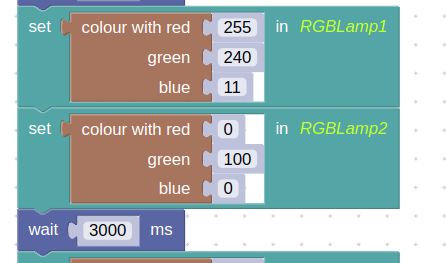 set colour with red 255 in RGBLamp1
green 240
blue 11
set colour with red 0 in RGBLamp2
green 100
blue 0
wait 3000 ms